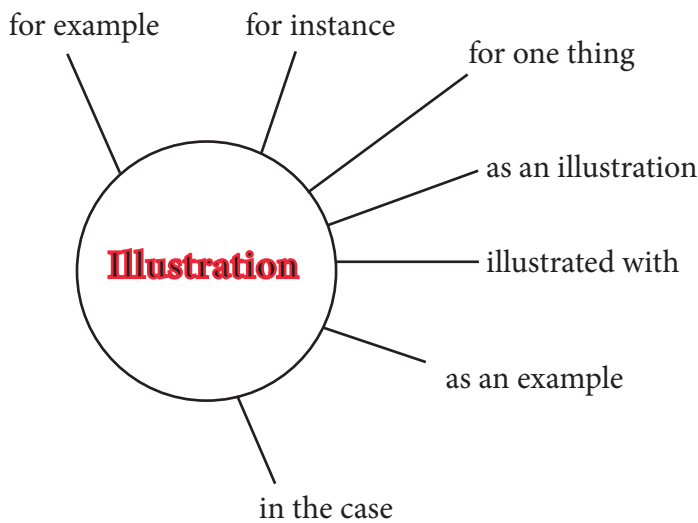 for example
for instance
for one thing
as an illustration
Illustration
illustrated with
as an example
in the case